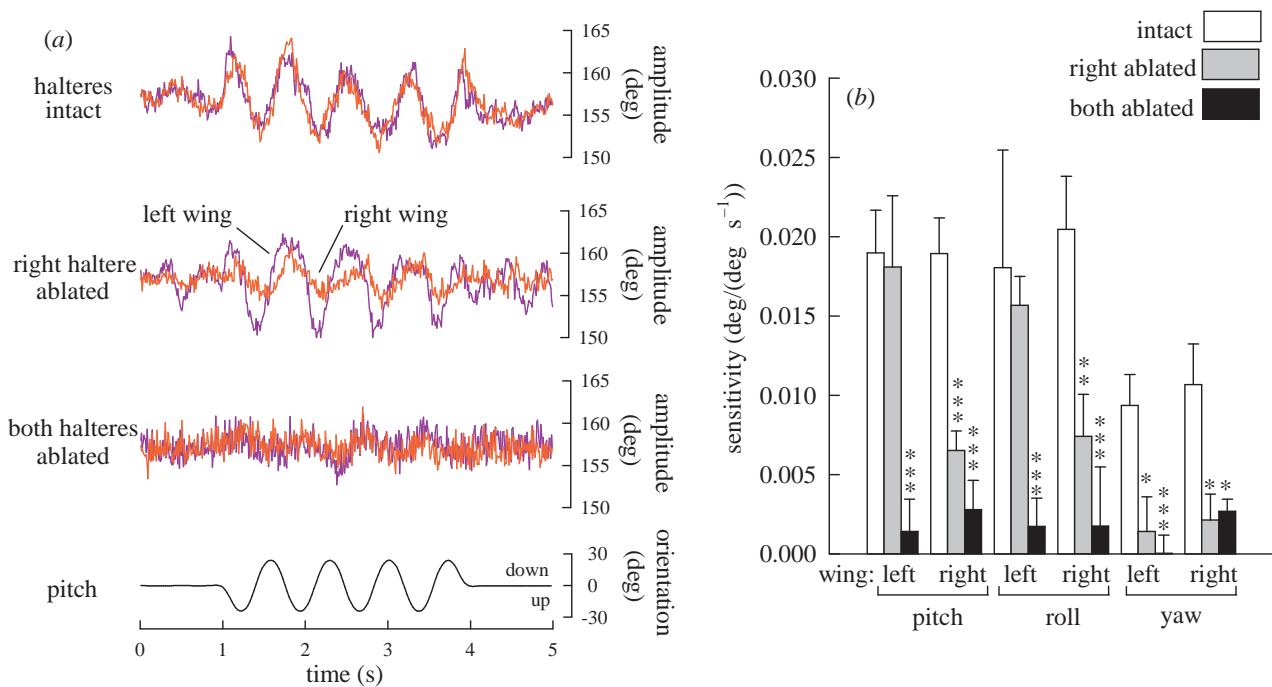 (a)
halteres
intact
165
160
155
150
amplitude
(deg)
left wing
right wing
right haltere
ablated
165
160
155
150
amplitude
(deg)
both halteres
ablated
165
160
155
150
amplitude
(deg)
pitch
down
up
30
0
-30
orientation
(deg)
0 1 2 3 4 5
time (s)
(b)
intact
right ablated
both ablated
0.030
0.025
0.020
0.015
0.010
0.005
0.000
sensitivity (deg/(deg s⁻¹))
***
***
***
***
**
***
*
***
*
*
wing: left right left right left right
pitch roll yaw